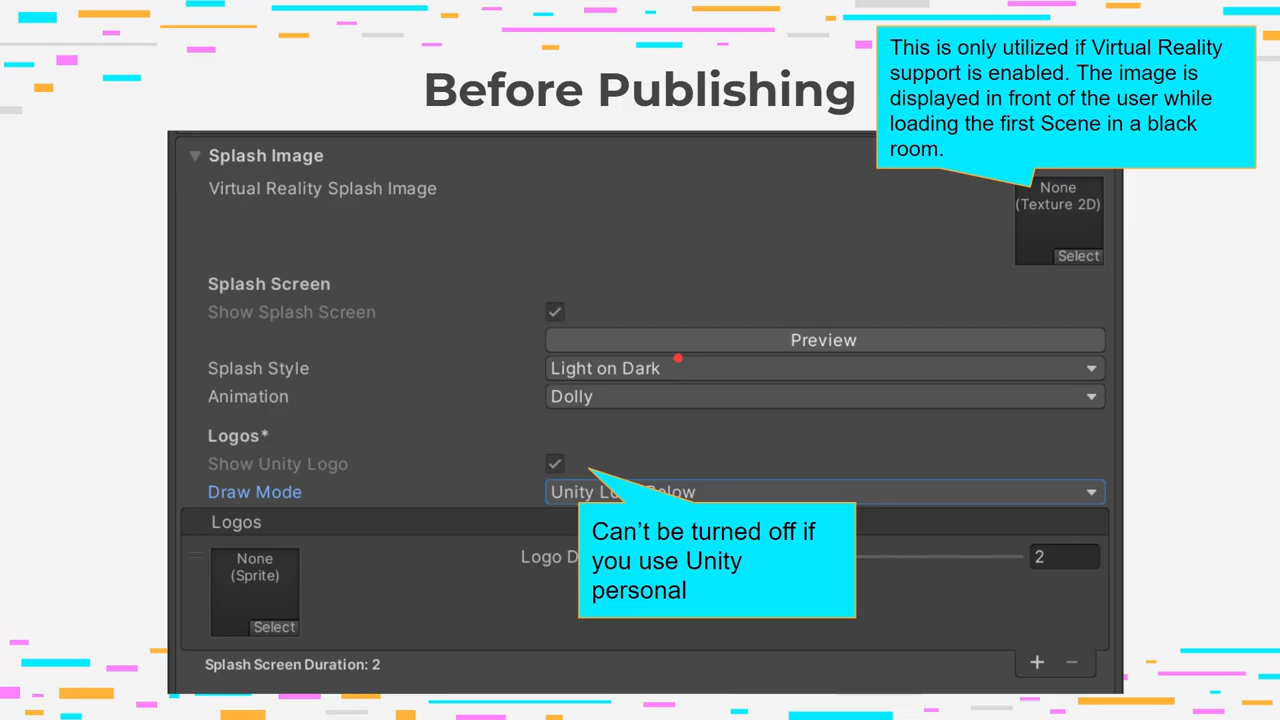 Before Publishing
This is only utilized if Virtual Reality
support is enabled. The image is
displayed in front of the user while
loading the first Scene in a black
room.
Splash Image
Virtual Reality Splash Image
None
(Texture 2D)
Select
Splash Screen
Show Splash Screen
Preview
Splash Style
Light on Dark
Animation
Dolly
Logos*
Show Unity Logo
Draw Mode
Unity Below
Can't be turned off if
you use Unity
personal
Logos
None
(Sprite)
Select
Logo
2
Splash Screen Duration: 2